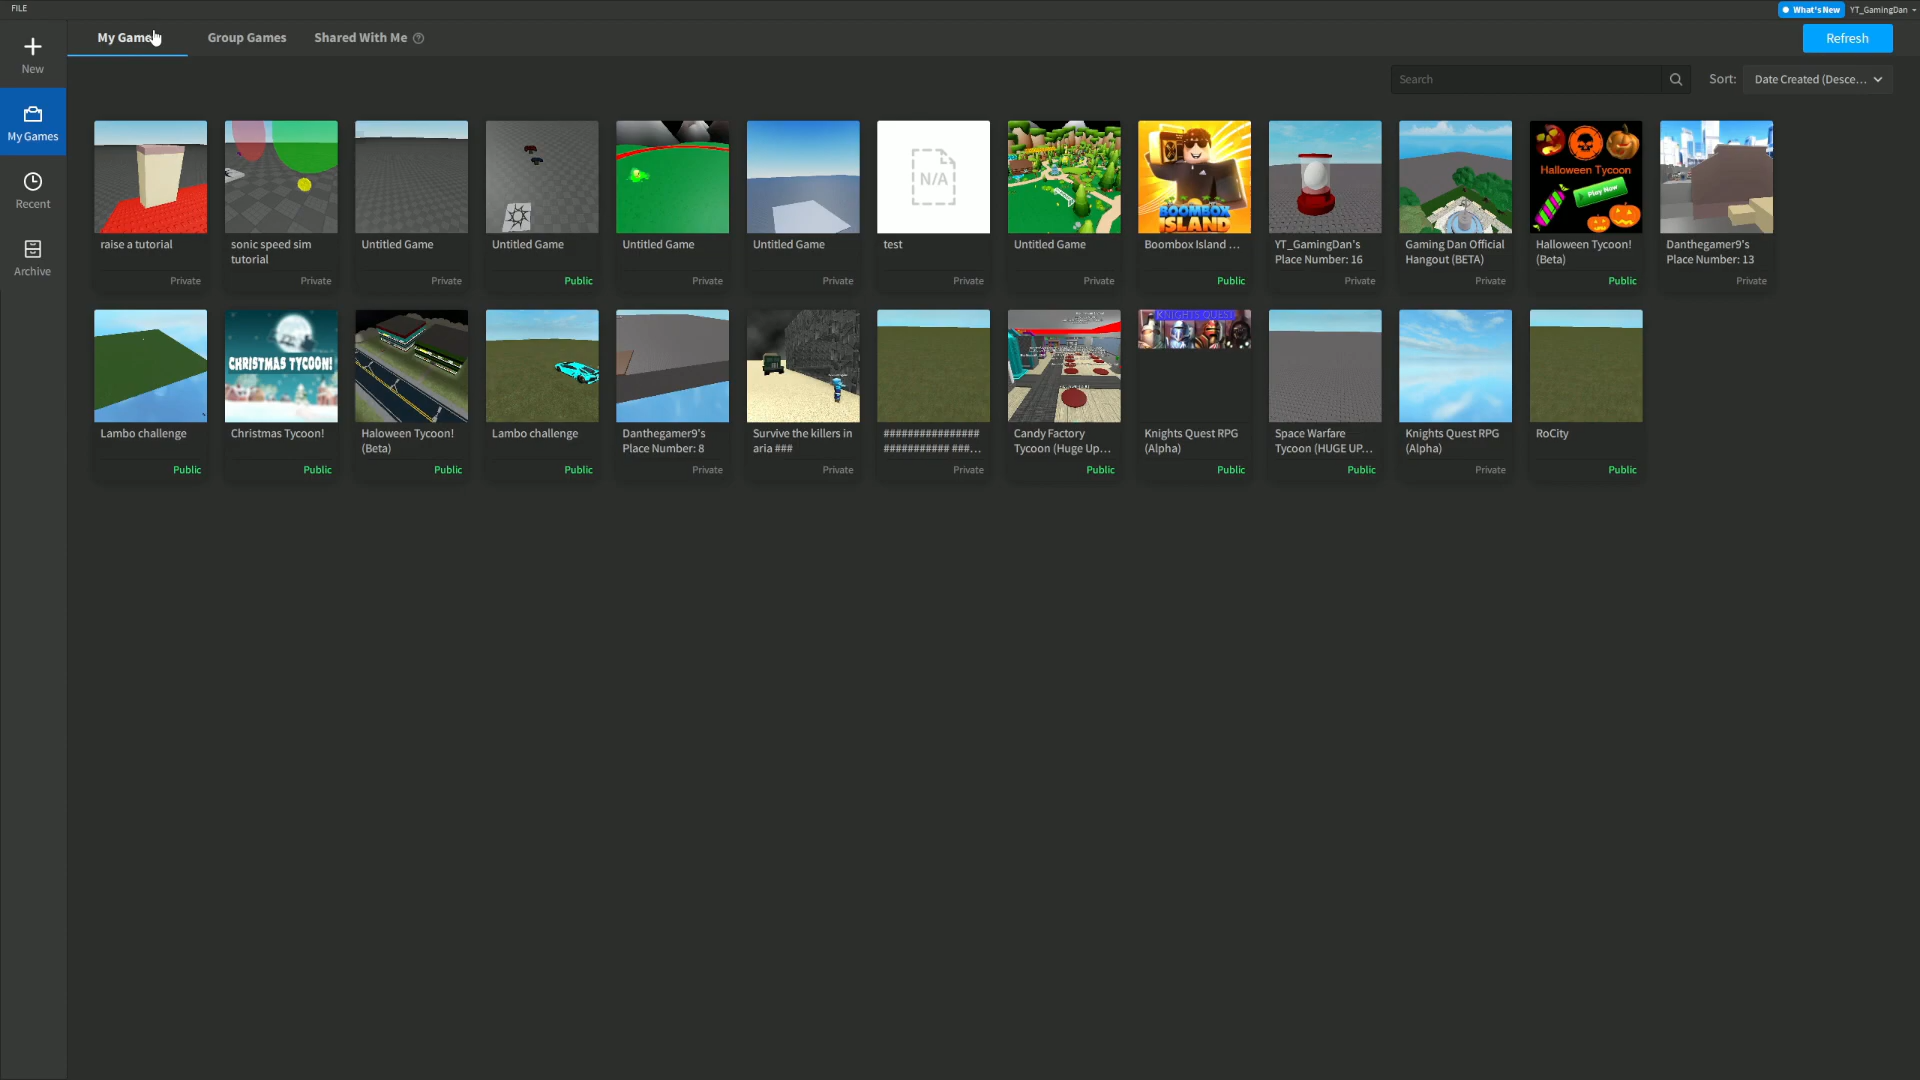 FILE
What's New
YT_GamingDan
My Game
Group Games
Shared With Me
Refresh
New
My Games
Recent
Archive
Search
Sort:
Date Created (Desce...
N/A
BOOMBOX
ISLAND
Halloween Tycoon
Play Now
raise a tutorial
Private
sonic speed sim
tutorial
Private
Untitled Game
Private
Untitled Game
Public
Untitled Game
Private
Untitled Game
Private
test
Private
Untitled Game
Private
Boombox Island ...
Public
YT_GamingDan's
Place Number: 16
Private
Gaming Dan Official
Hangout (BETA)
Private
Halloween Tycoon!
(Beta)
Public
Danthegamer9's
Place Number: 13
Private
CHRISTMAS TYCOON!
KNIGHTS QUEST
Lambo challenge
Public
Christmas Tycoon!
Public
Haloween Tycoon!
(Beta)
Public
Lambo challenge
Public
Danthegamer9's
Place Number: 8
Private
Survive the killers in
aria ###
Private
################
########### ###...
Private
Candy Factory
Tycoon (Huge Up...
Public
Knights Quest RPG
(Alpha)
Public
Space Warfare
Tycoon (HUGE UP...
Public
Knights Quest RPG
(Alpha)
Private
RoCity
Public